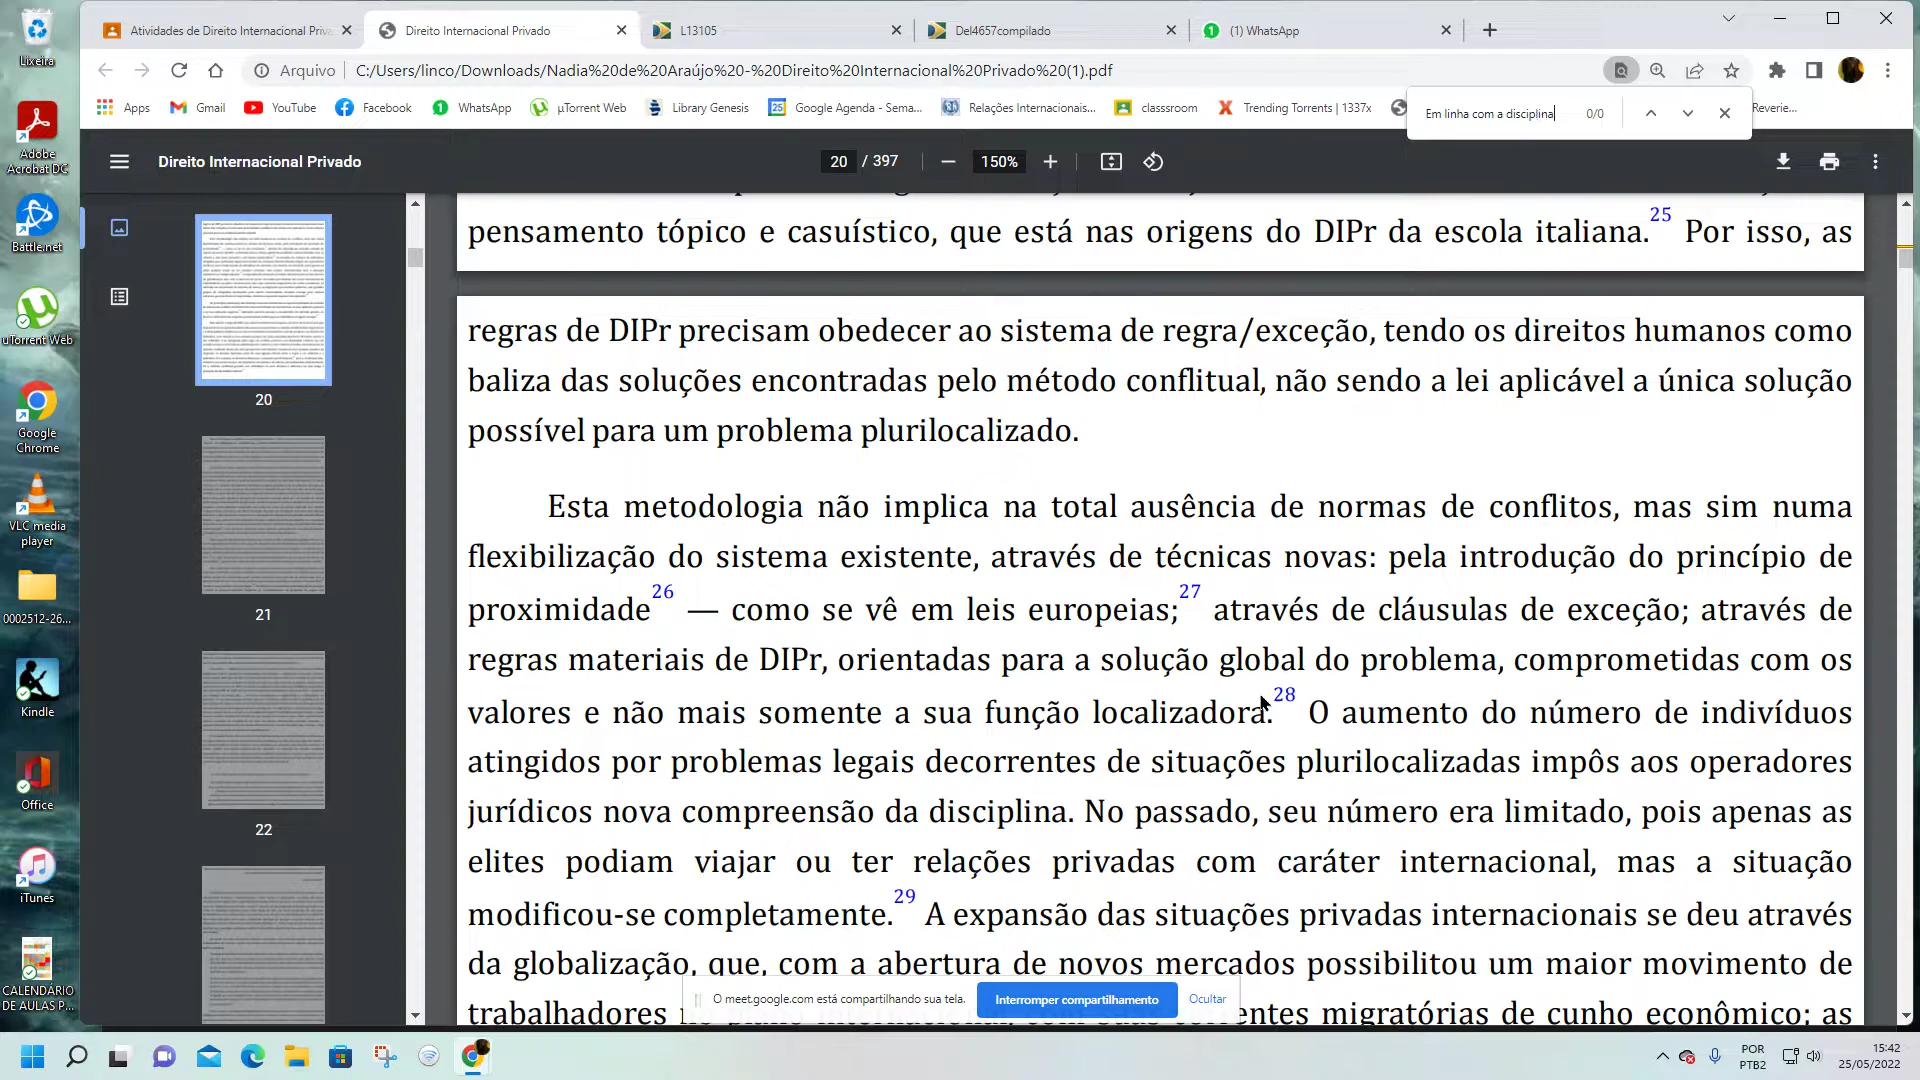 Lixeira
Adobe
Acrobat DC
Battle.net
uTorrent Web
Google
Chrome
VLC media
player
0002512-26...
Kindle
Office
iTunes
CALENDÁRIO
DE AULAS P...
Atividades de Direito Internacional Priva
Direito Internacional Privado
L13105
Del4657compilado
(1) WhatsApp
Arquivo
C:/Users/linco/Downloads/Nadia%20de%20Araújo%20-%20Direito%20Internacional%20Privado%20(1).pdf
Apps
Gmail
YouTube
Facebook
WhatsApp
µTorrent Web
Library Genesis
Google Agenda - Sema...
Relações Internacionais...
classsroom
Trending Torrents | 1337x
Reverie...
Em linha com a disciplina
0/0
Direito Internacional Privado
20 / 397
150%
20
21
22
pensamento tópico e casuístico, que está nas origens do DIPr da escola italiana.25 Por isso, as
regras de DIPr precisam obedecer ao sistema de regra/exceção, tendo os direitos humanos como
baliza das soluções encontradas pelo método conflitual, não sendo a lei aplicável a única solução
possível para um problema plurilocalizado.
Esta metodologia não implica na total ausência de normas de conflitos, mas sim numa
flexibilização do sistema existente, através de técnicas novas: pela introdução do princípio de
proximidade26 — como se vê em leis europeias;27 através de cláusulas de exceção; através de
regras materiais de DIPr, orientadas para a solução global do problema, comprometidas com os
valores e não mais somente a sua função localizadora.28 O aumento do número de indivíduos
atingidos por problemas legais decorrentes de situações plurilocalizadas impôs aos operadores
jurídicos nova compreensão da disciplina. No passado, seu número era limitado, pois apenas as
elites podiam viajar ou ter relações privadas com caráter internacional, mas a situação
modificou-se completamente.29 A expansão das situações privadas internacionais se deu através
da globalização, que, com a abertura de novos mercados possibilitou um maior movimento de
trabalhadores migratórias de cunho econômico; as
O meet.google.com está compartilhando sua tela.
Interromper compartilhamento
Ocultar
POR
PTB2
15:42
25/05/2022